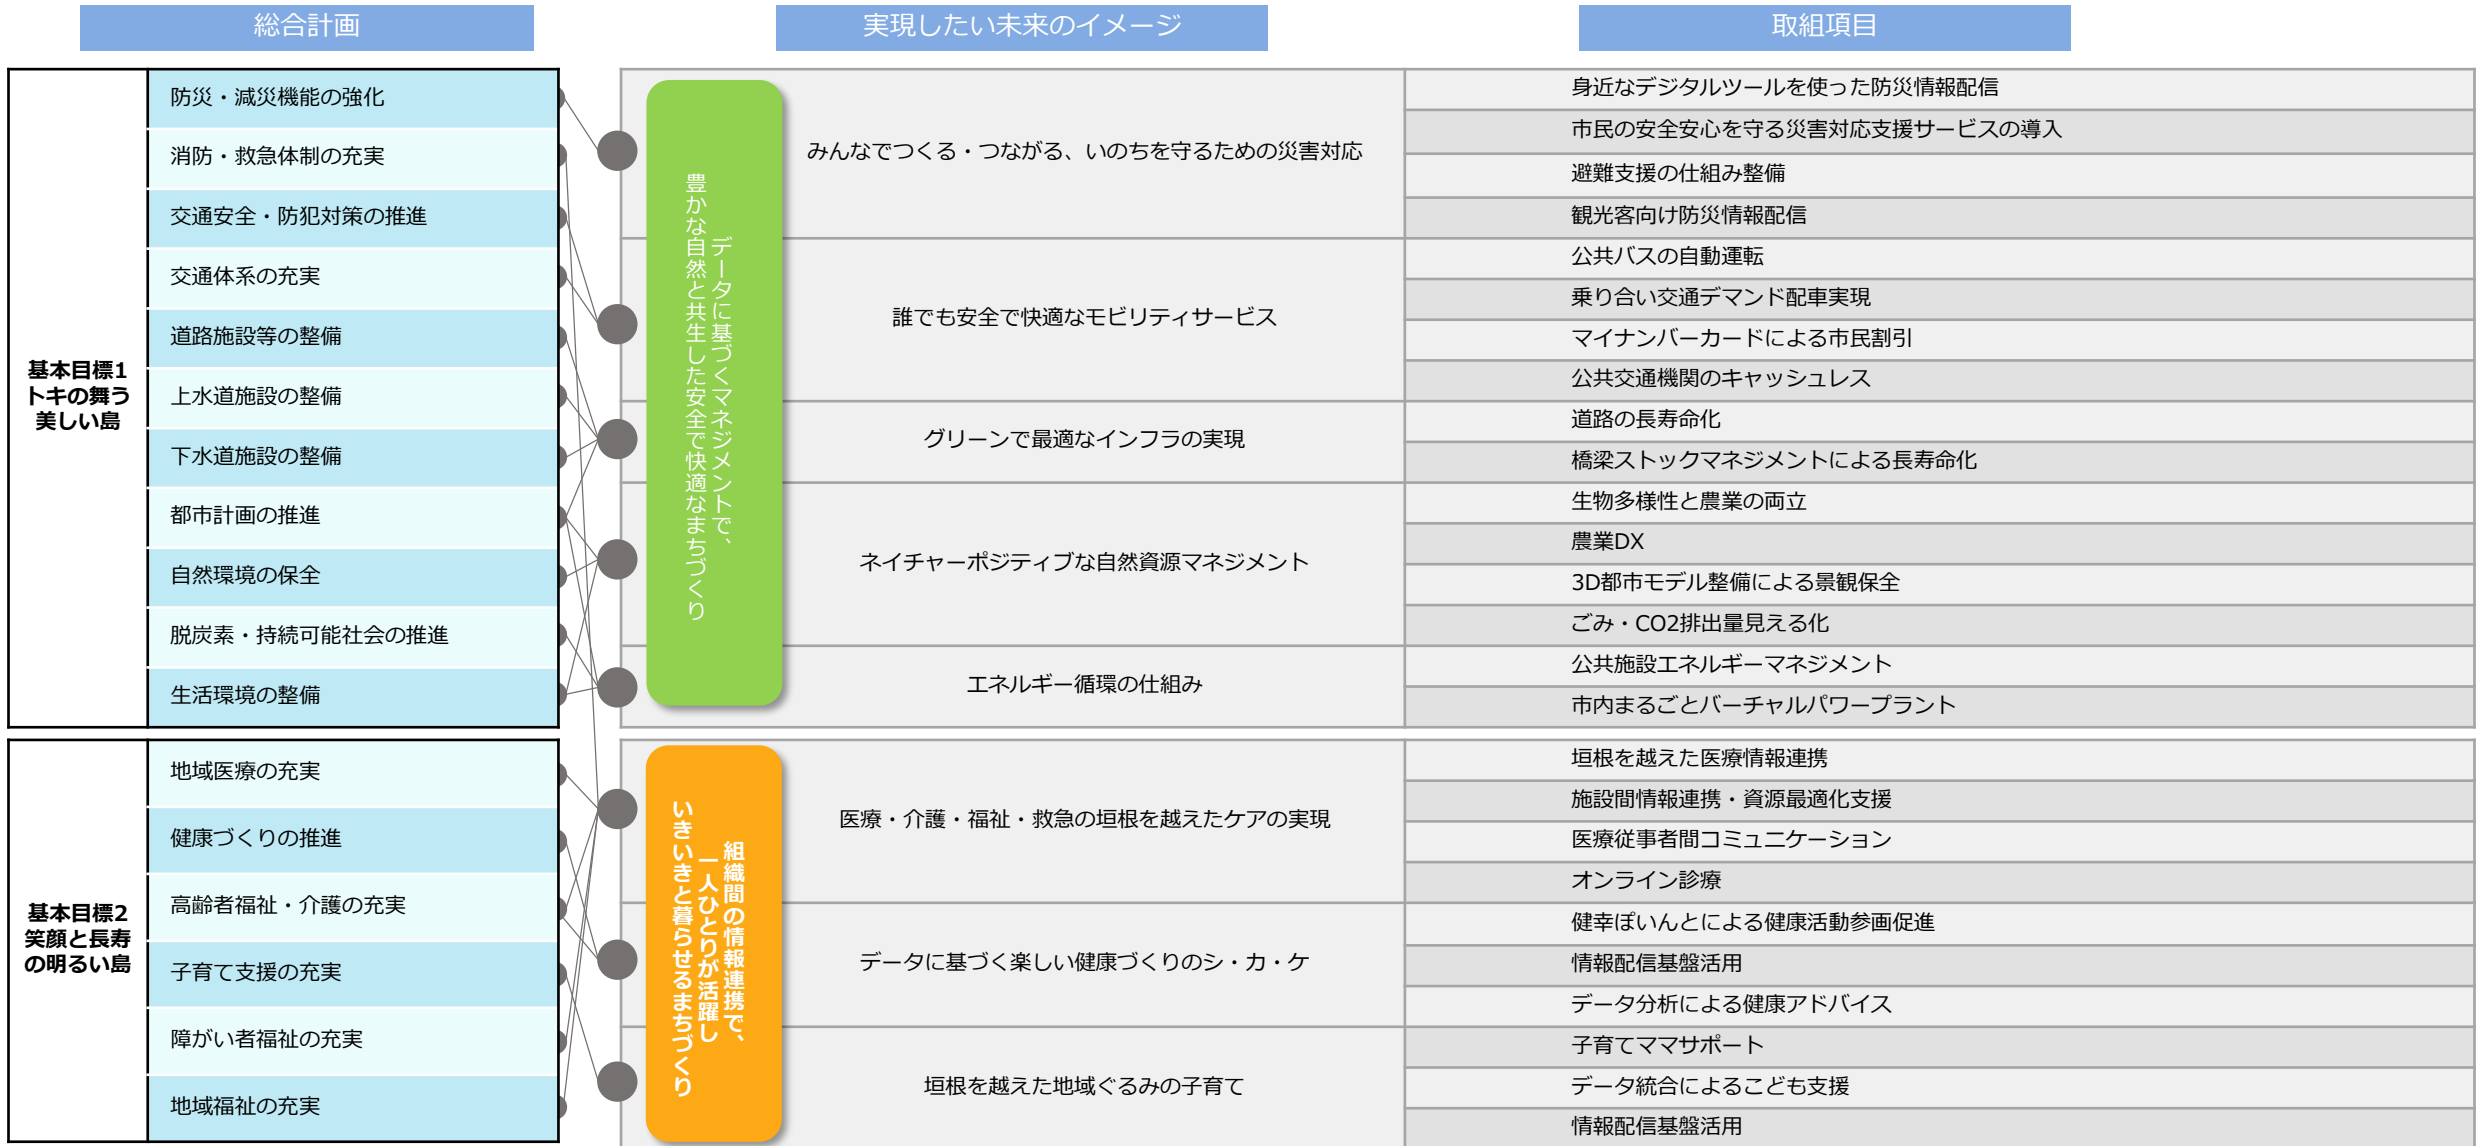 総合計画
実現したい未来のイメージ
取組項目
基本目標1
トキの舞う
美しい島
防災・減災機能の強化
消防・救急体制の充実
交通安全・防犯対策の推進
交通体系の充実
道路施設等の整備
上水道施設の整備
下水道施設の整備
都市計画の推進
自然環境の保全
脱炭素・持続可能社会の推進
生活環境の整備
データに基づくマネジメントで、
豊かな自然と共生した安全で快適なまちづくり
みんなでつくる・つながる、いのちを守るための災害対応
身近なデジタルツールを使った防災情報配信
市民の安全安心を守る災害対応支援サービスの導入
避難支援の仕組み整備
観光客向け防災情報配信
誰でも安全で快適なモビリティサービス
公共バスの自動運転
乗り合い交通デマンド配車実現
マイナンバーカードによる市民割引
公共交通機関のキャッシュレス
グリーンで最適なインフラの実現
道路の長寿命化
橋梁ストックマネジメントによる長寿命化
ネイチャーポジティブな自然資源マネジメント
生物多様性と農業の両立
農業DX
3D都市モデル整備による景観保全
ごみ・CO2排出量見える化
エネルギー循環の仕組み
公共施設エネルギーマネジメント
市内まるごとバーチャルパワープラント
基本目標2
笑顔と長寿
の明るい島
地域医療の充実
健康づくりの推進
高齢者福祉・介護の充実
子育て支援の充実
障がい者福祉の充実
地域福祉の充実
組織間の情報連携で、
一人ひとりが活躍し
いきいきと暮らせるまちづくり
医療・介護・福祉・救急の垣根を越えたケアの実現
垣根を越えた医療情報連携
施設間情報連携・資源最適化支援
医療従事者間コミュニケーション
オンライン診療
データに基づく楽しい健康づくりのシ・カ・ケ
健幸ぽいんとによる健康活動参画促進
情報配信基盤活用
データ分析による健康アドバイス
垣根を越えた地域ぐるみの子育て
子育てママサポート
データ統合によるこども支援
情報配信基盤活用